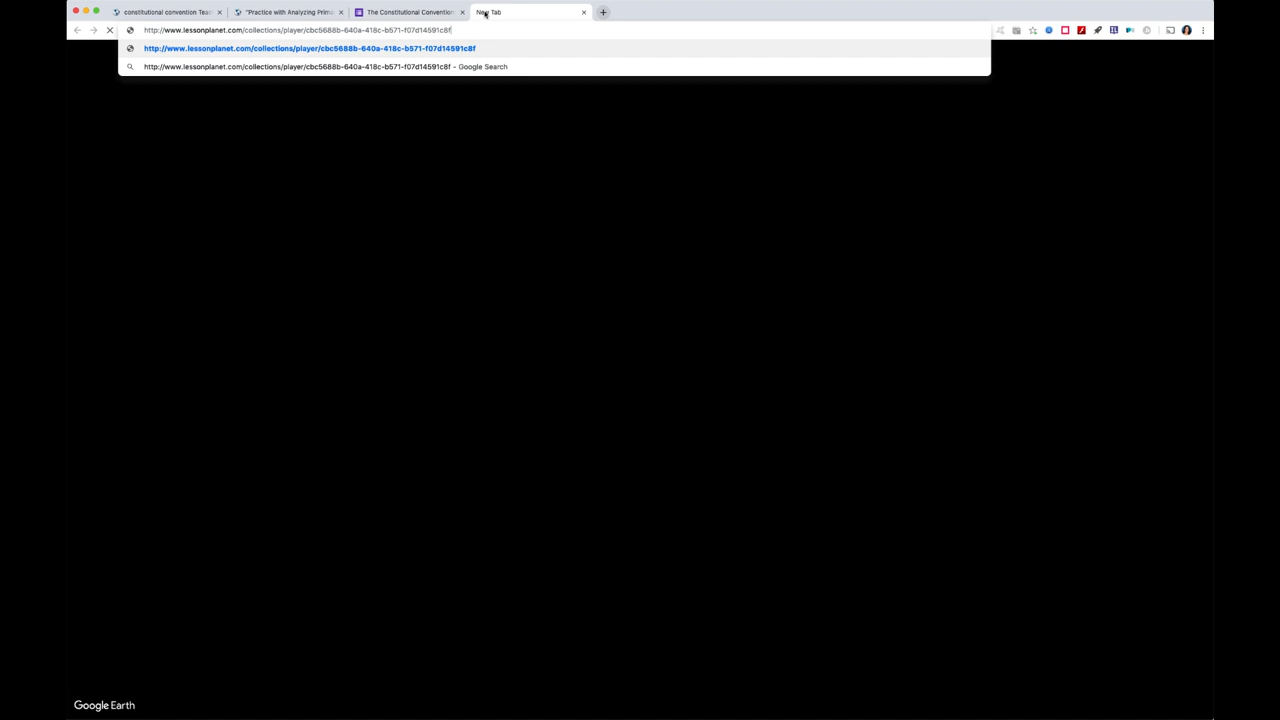 constitutional convention Teac
"Practice with Analyzing Prima
The Constitutional Convention
New Tab
http://www.lessonplanet.com/collections/player/cbc5688b-640a-418c-b571-f07d14591c8f
http://www.lessonplanet.com/collections/player/cbc5688b-640a-418c-b571-f07d14591c8f
http://www.lessonplanet.com/collections/player/cbc5688b-640a-418c-b571-f07d14591c8f - Google Search
Google Earth